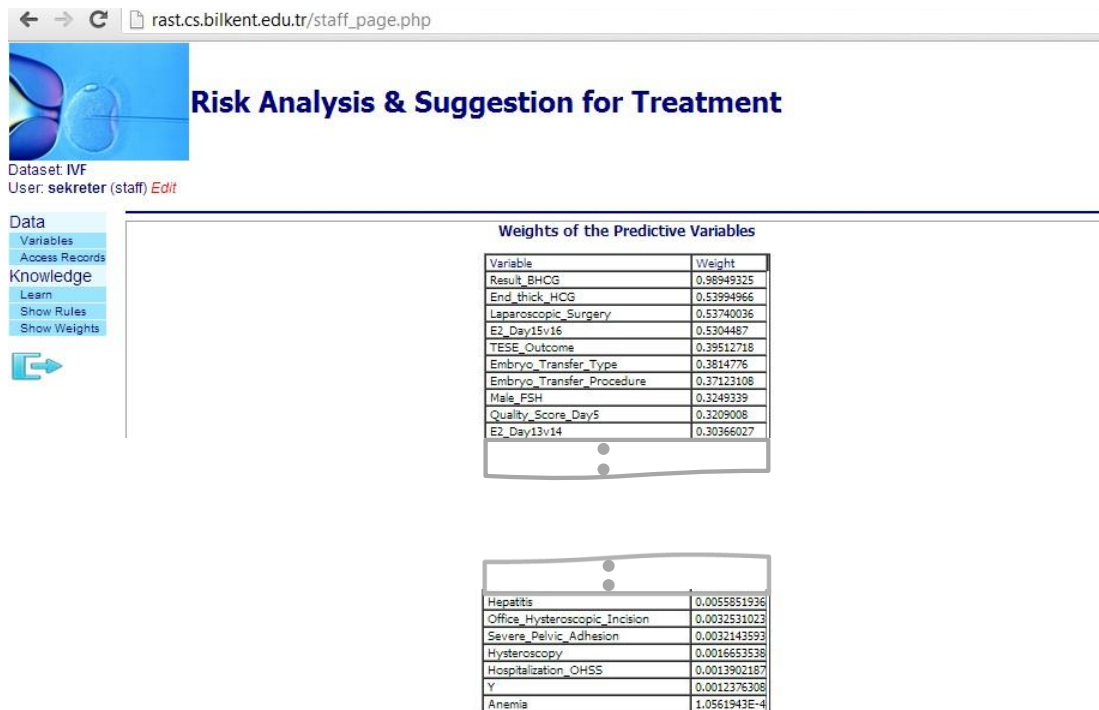 rast.cs.bilkent.edu.tr/staff_page.php
Risk Analysis & Suggestion for Treatment
Dataset: IVF
User: sekreter (staff) Edit
Data
Variables
Access Records
Knowledge
Learn
Show Rules
Show Weights
Weights of the Predictive Variables
Variable Weight
Result_BHCG 0.98949325
End_thick_HCG 0.53994966
Laparoscopic_Surgery 0.53740036
E2_Day15v16 0.5304487
TESE_Outcome 0.39512718
Embryo_Transfer_Type 0.3814776
Embryo_Transfer_Procedure 0.37123108
Male_FSH 0.3249339
Quality_Score_Day5 0.3209008
E2_Day13v14 0.30366027
Hepatitis 0.0055851936
Office_Hysteroscopic_Incision 0.0032531023
Severe_Pelvic_Adhesion 0.0032143593
Hysteroscopy 0.0016653538
Hospitalization_OHSS 0.0013902187
Y 0.0012376308
Anemia 1.0561943E-4